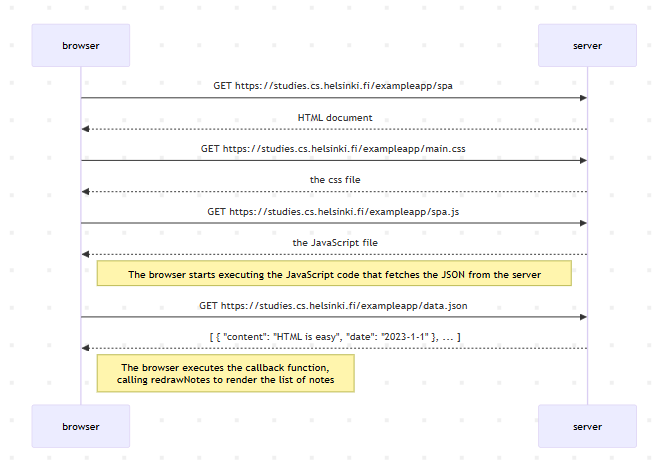 browser server
GET https://studies.cs.helsinki.fi/exampleapp/spa
HTML document
GET https://studies.cs.helsinki.fi/exampleapp/main.css
the css file
GET https://studies.cs.helsinki.fi/exampleapp/spa.js
the JavaScript file
The browser starts executing the JavaScript code that fetches the JSON from the server
GET https://studies.cs.helsinki.fi/exampleapp/data.json
[ { "content": "HTML is easy", "date": "2023-1-1" }, ... ]
The browser executes the callback function,
calling redrawNotes to render the list of notes
browser server